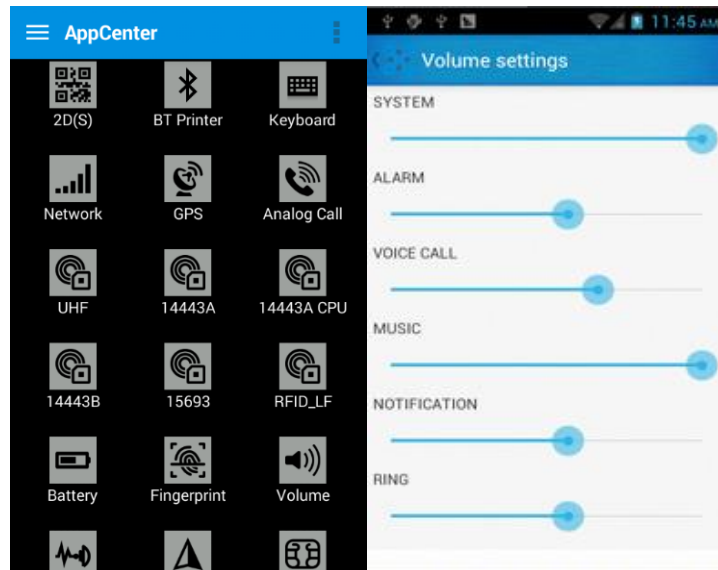 AppCenter
2D(S) BT Printer Keyboard
Network GPS Analog Call
UHF 14443A 14443A CPU
14443B 15693 RFID_LF
Battery Fingerprint Volume
11:45 AM
Volume settings
SYSTEM
ALARM
VOICE CALL
MUSIC
NOTIFICATION
RING